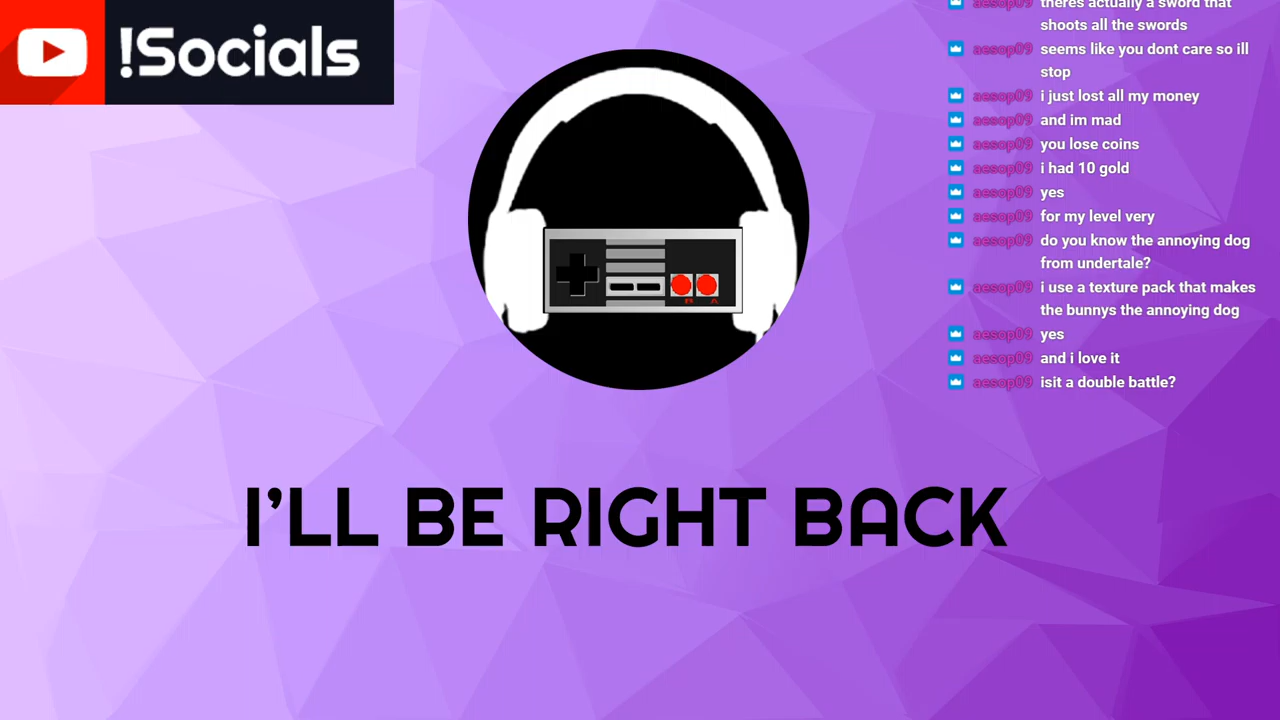 !Socials
theres actually a sword that
shoots all the swords
aesop09 seems like you dont care so ill
stop
aesop09 i just lost all my money
aesop09 and im mad
aesop09 you lose coins
aesop09 i had 10 gold
aesop09 yes
aesop09 for my level very
aesop09 do you know the annoying dog
from undertale?
aesop09 i use a texture pack that makes
the bunnys the annoying dog
aesop09 yes
aesop09 and i love it
aesop09 isit a double battle?
B A
I'LL BE RIGHT BACK